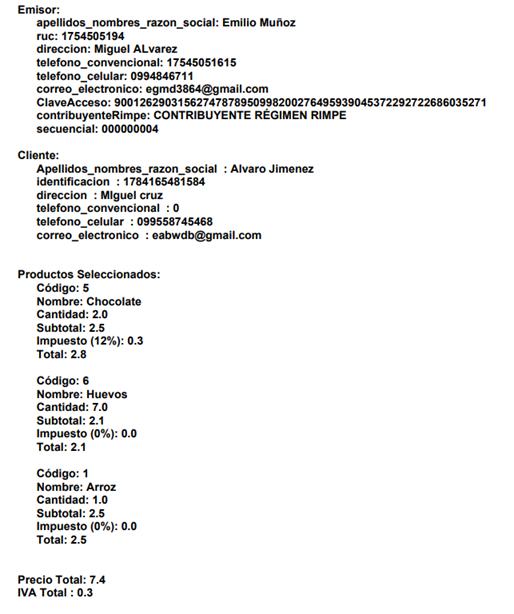 Emisor:
apellidos_nombres_razon_social: Emilio Muñoz
ruc: 1754505194
direccion: Miguel ALvarez
telefono_convencional: 17545051615
telefono_celular: 0994846711
correo_electronico: egmd3864@gmail.com
ClaveAcceso: 9001262903156274787895099820027649593904537229272268603527​1
contribuyenteRimpe: CONTRIBUYENTE RÉGIMEN RIMPE
secuencial: 000000004
Cliente:
Apellidos_nombres_razon_social : Alvaro Jimenez
identificacion : 1784165481584
direccion : MIguel cruz
telefono_convencional : 0
telefono_celular : 099558745468
correo_electronico : eabwdb@gmail.com
Productos Seleccionados:
Código: 5
Nombre: Chocolate
Cantidad: 2.0
Subtotal: 2.5
Impuesto (12%): 0.3
Total: 2.8
Código: 6
Nombre: Huevos
Cantidad: 7.0
Subtotal: 2.1
Impuesto (0%): 0.0
Total: 2.1
Código: 1
Nombre: Arroz
Cantidad: 1.0
Subtotal: 2.5
Impuesto (0%): 0.0
Total: 2.5
Precio Total: 7.4
IVA Total : 0.3